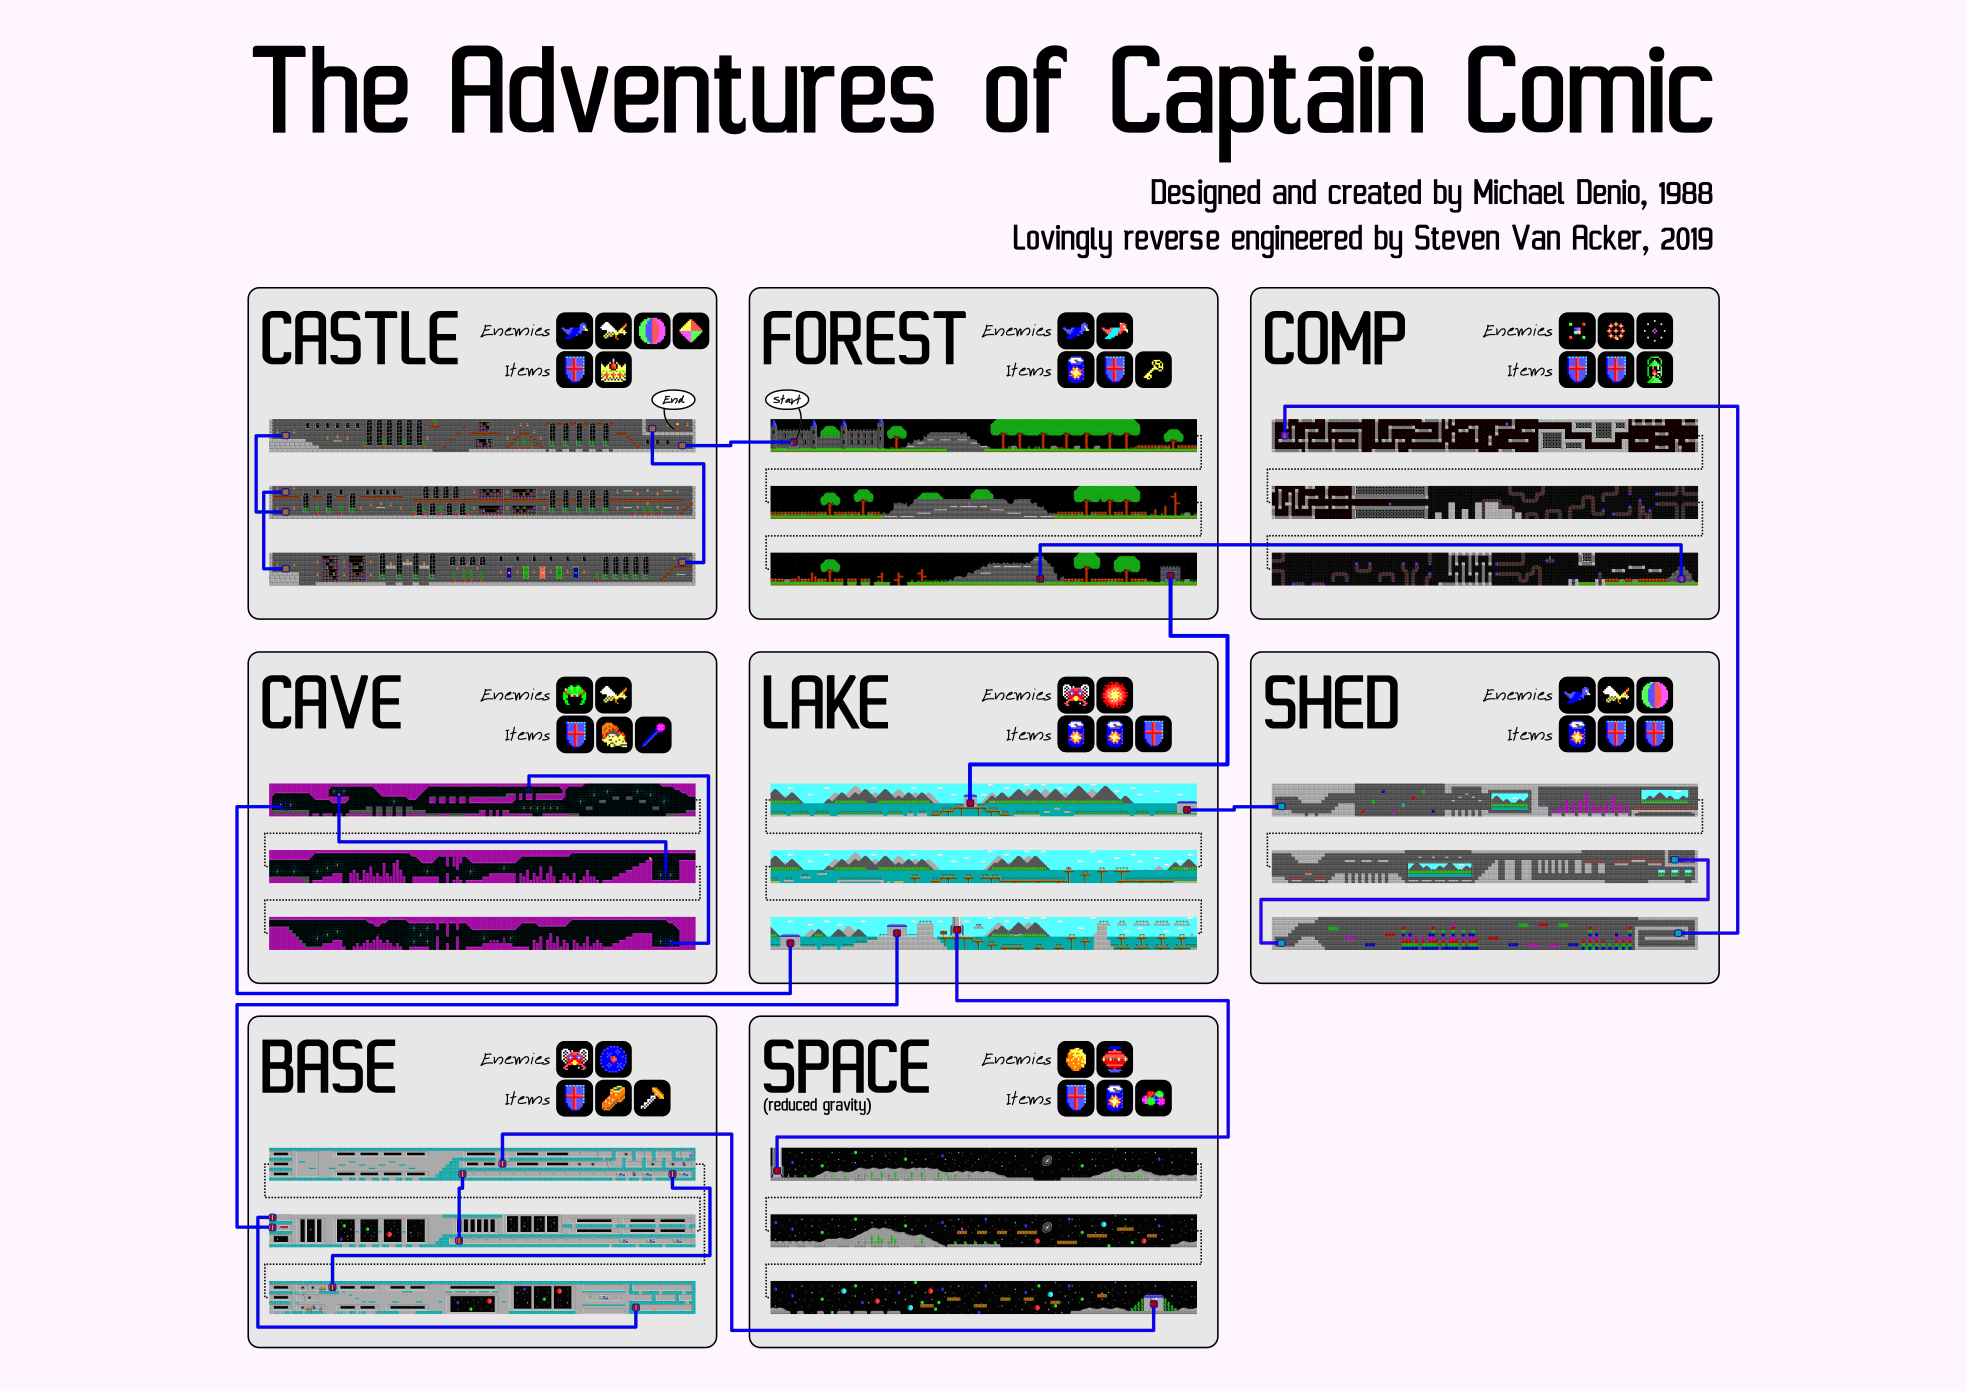 The Adventures of Captain Comic
Designed and created by Michael Denio, 1988
Lovingly reverse engineered by Steven Van Acker, 2019
CASTLE
Enemies
Items
End
FOREST
Enemies
Items
Start
COMP
Enemies
Items
CAVE
Enemies
Items
LAKE
Enemies
Items
SHED
Enemies
Items
BASE
Enemies
Items
SPACE
(reduced gravity)
Enemies
Items